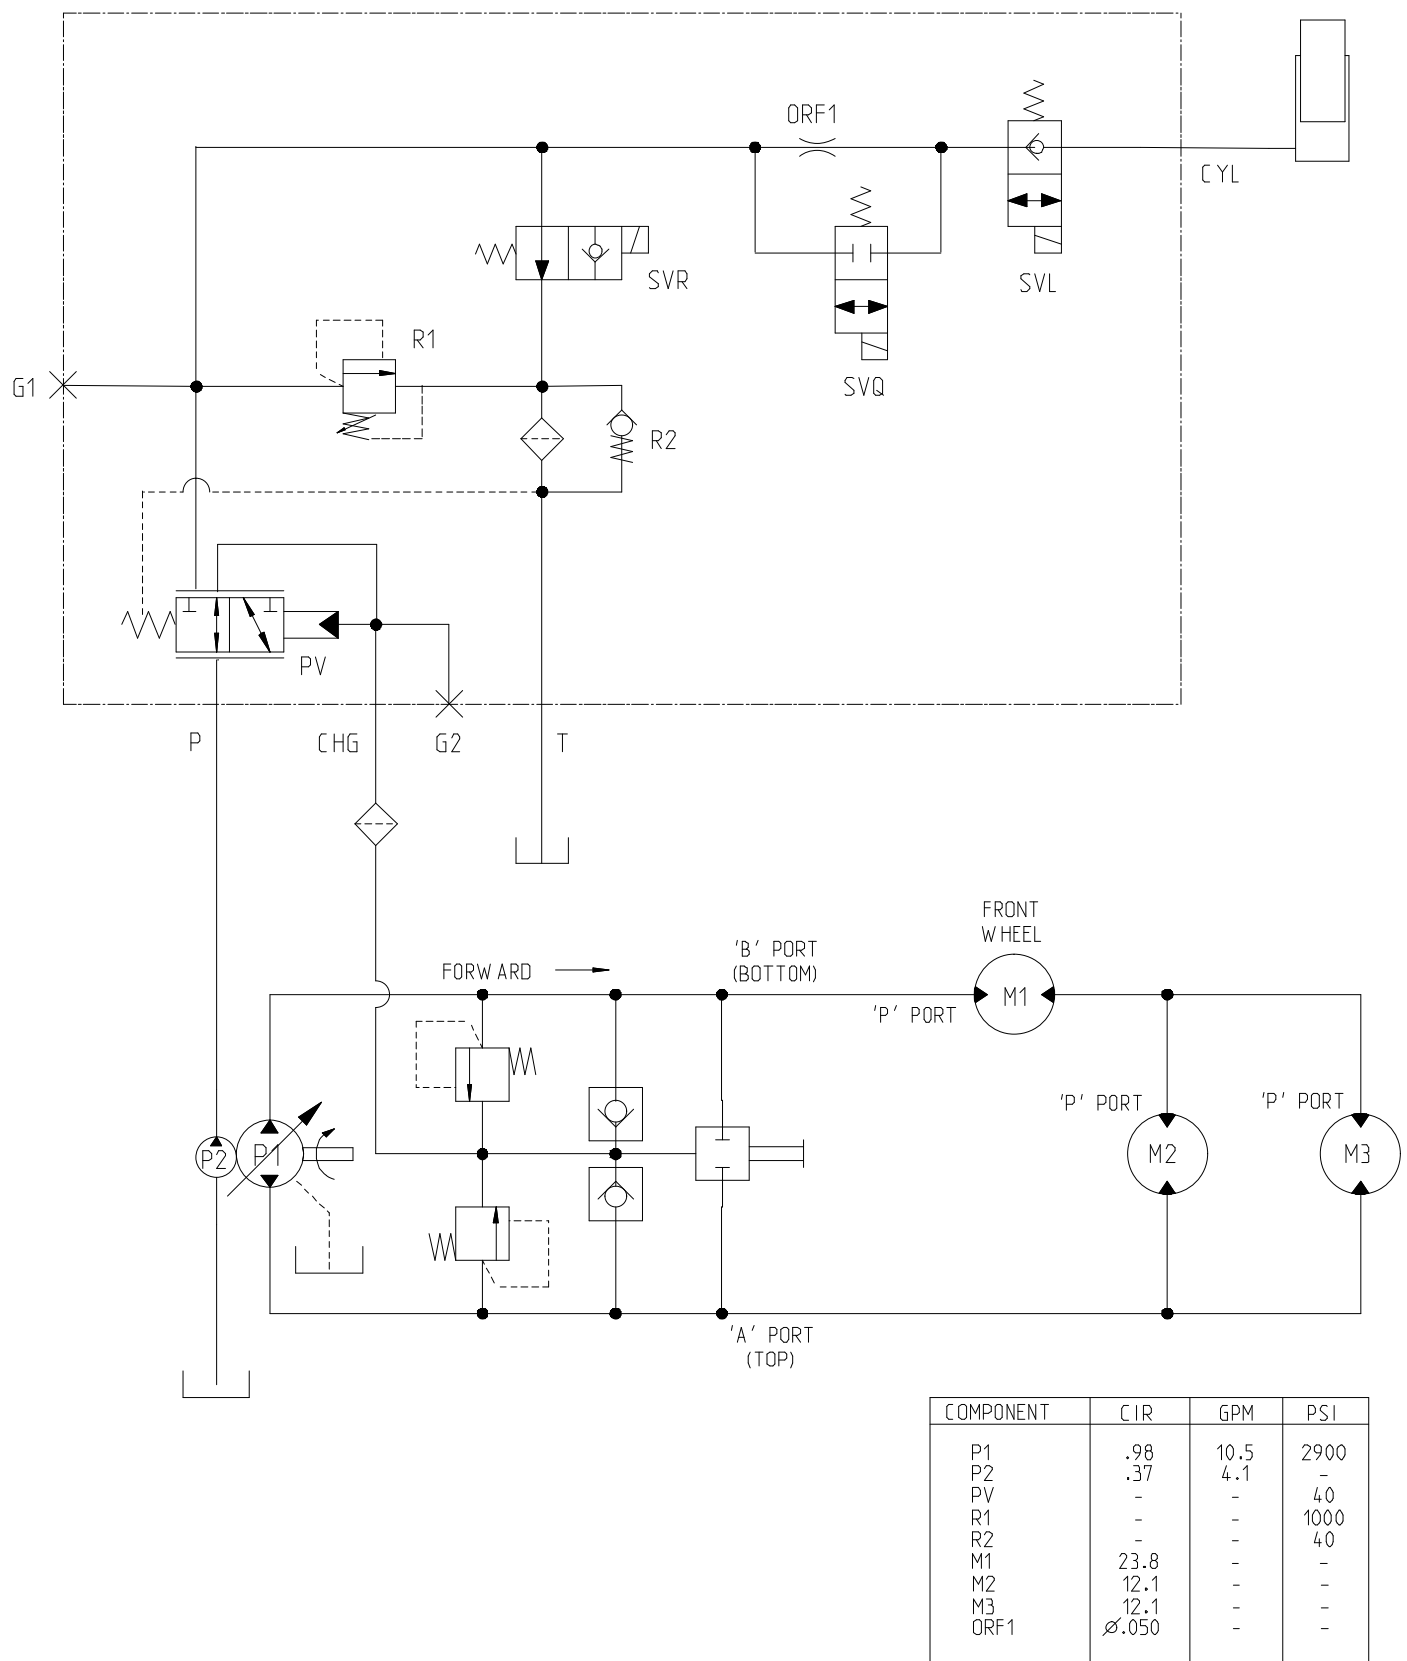 ORF1
CYL
SVR
SVL
R1
G1
SVQ
R2
PV
P
CHG
G2
T
FRONT
WHEEL
'B' PORT
(BOTTOM)
FORWARD
M1
'P' PORT
'P' PORT
'P' PORT
P2
P1
M2
M3
'A' PORT
(TOP)
COMPONENT CIR GPM PSI
P1 .98 10.5 2900
P2 .37 4.1 -
PV - - 40
R1 - - 1000
R2 - - 40
M1 23.8 - -
M2 12.1 - -
M3 12.1 - -
ORF1 ⌀.050 - -